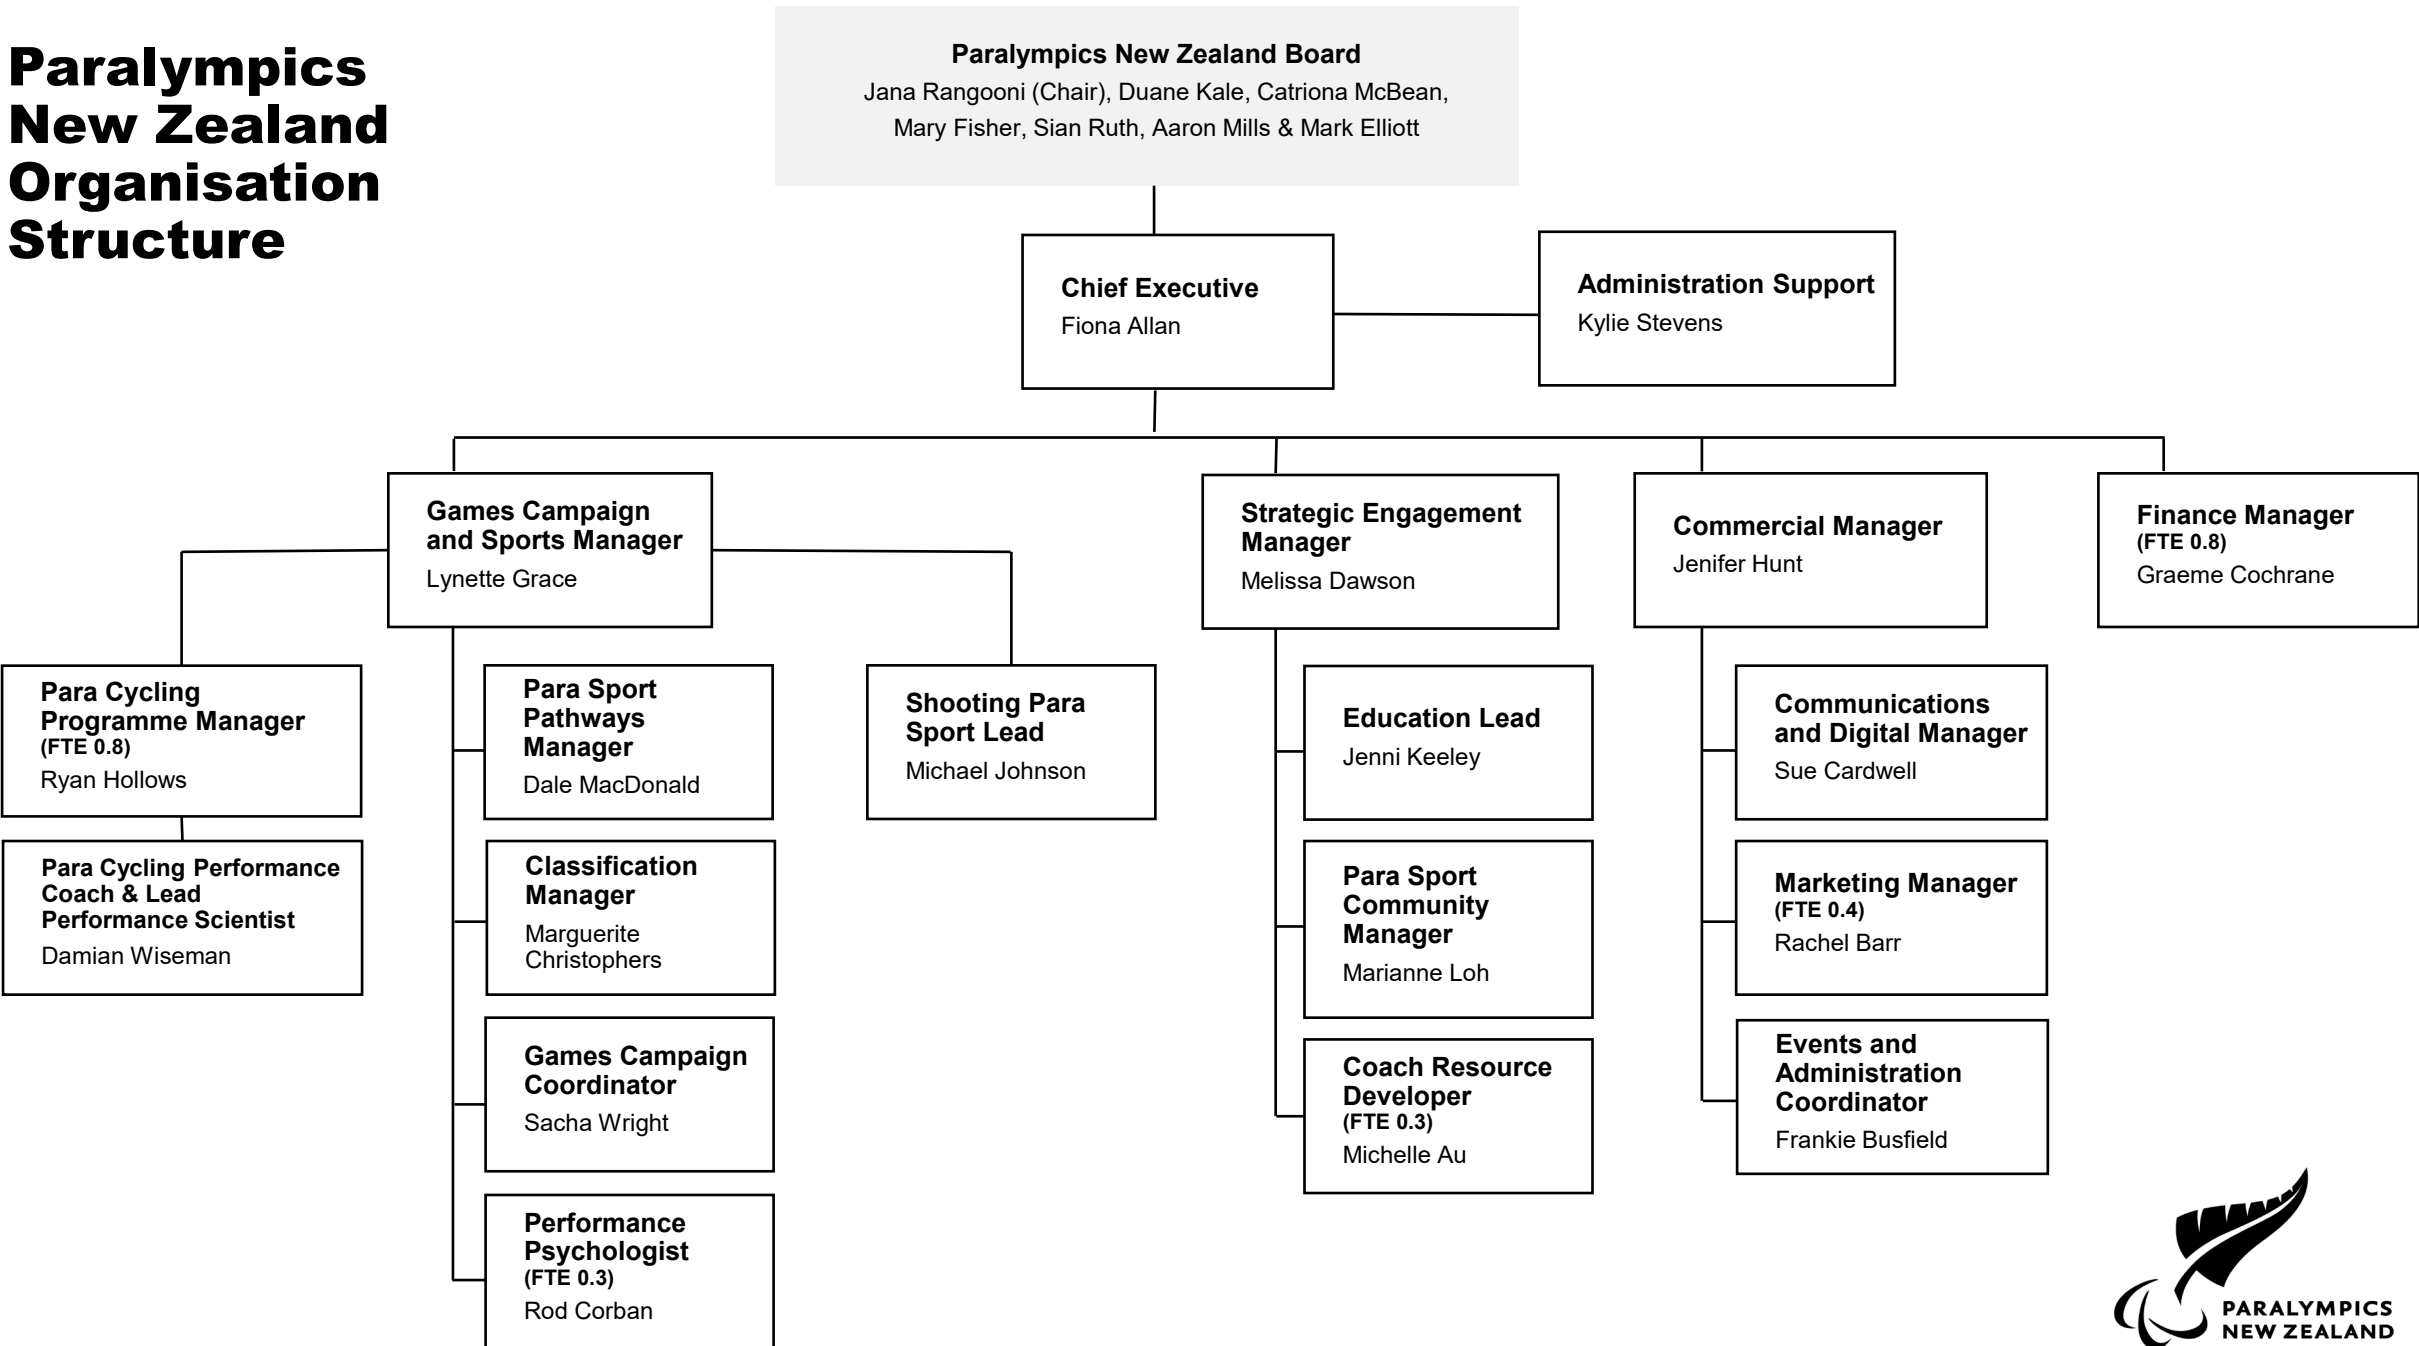 Paralympics
New Zealand
Organisation
Structure
Paralympics New Zealand Board
Jana Rangooni (Chair), Duane Kale, Catriona McBean,
Mary Fisher, Sian Ruth, Aaron Mills & Mark Elliott
Chief Executive
Fiona Allan
Administration Support
Kylie Stevens
Games Campaign
and Sports Manager
Lynette Grace
Strategic Engagement
Manager
Melissa Dawson
Commercial Manager
Jenifer Hunt
Finance Manager
(FTE 0.8)
Graeme Cochrane
Para Cycling
Programme Manager
(FTE 0.8)
Ryan Hollows
Para Sport
Pathways
Manager
Dale MacDonald
Shooting Para
Sport Lead
Michael Johnson
Education Lead
Jenni Keeley
Communications
and Digital Manager
Sue Cardwell
Para Cycling Performance
Coach & Lead
Performance Scientist
Damian Wiseman
Classification
Manager
Marguerite
Christophers
Para Sport
Community
Manager
Marianne Loh
Marketing Manager
(FTE 0.4)
Rachel Barr
Games Campaign
Coordinator
Sacha Wright
Coach Resource
Developer
(FTE 0.3)
Michelle Au
Events and
Administration
Coordinator
Frankie Busfield
Performance
Psychologist
(FTE 0.3)
Rod Corban
PARALYMPICS
NEW ZEALAND